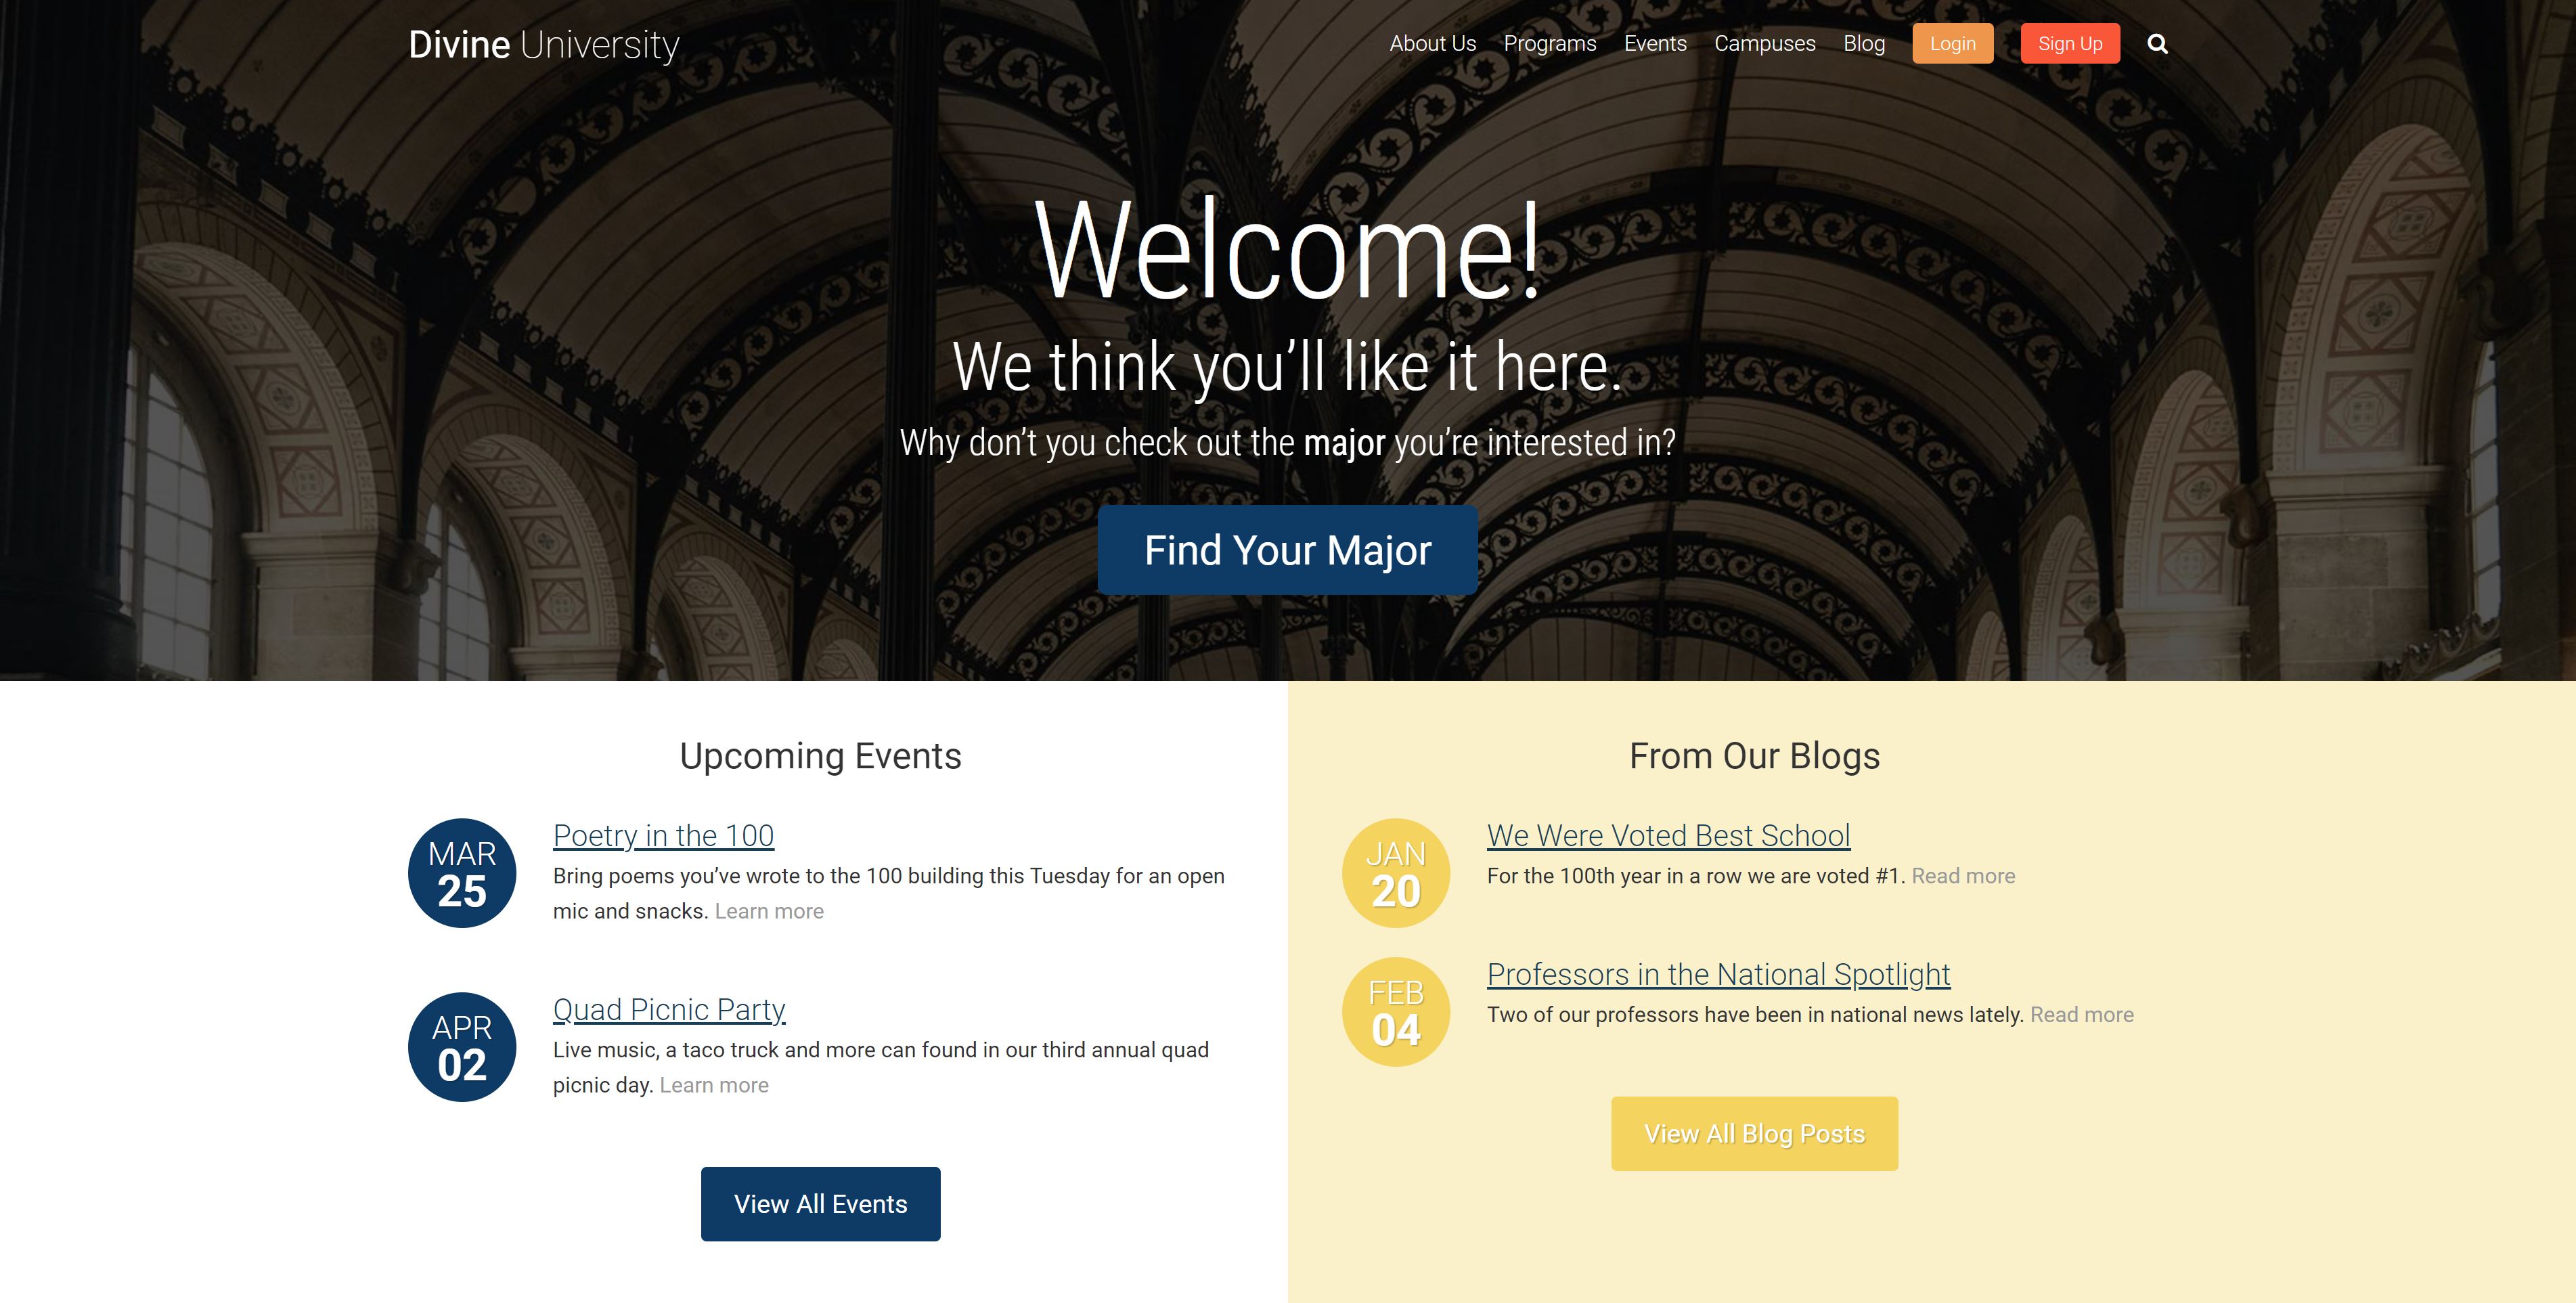 Divine University
About Us Programs Events Campuses Blog Login Sign Up
Welcome!
We think you’ll like it here.
Why don’t you check out the major you’re interested in?
Find Your Major
Upcoming Events
MAR
25
Poetry in the 100
Bring poems you’ve wrote to the 100 building this Tuesday for an open
mic and snacks. Learn more
APR
02
Quad Picnic Party
Live music, a taco truck and more can found in our third annual quad
picnic day. Learn more
View All Events
From Our Blogs
JAN
20
We Were Voted Best School
For the 100th year in a row we are voted #1. Read more
FEB
04
Professors in the National Spotlight
Two of our professors have been in national news lately. Read more
View All Blog Posts